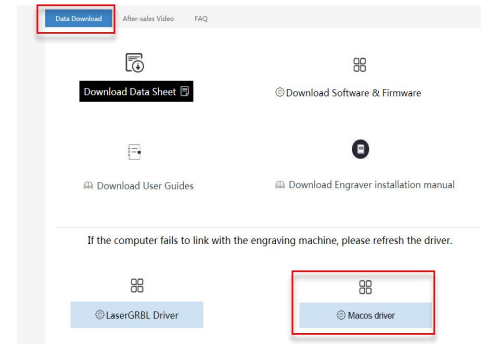 Data Download After-sales Video FAQ
Download Data Sheet
Download Software & Firmware
Download User Guides
Download Engraver installation manual
If the computer fails to link with the engraving machine, please refresh the driver.
LaserGRBL Driver
Macos driver